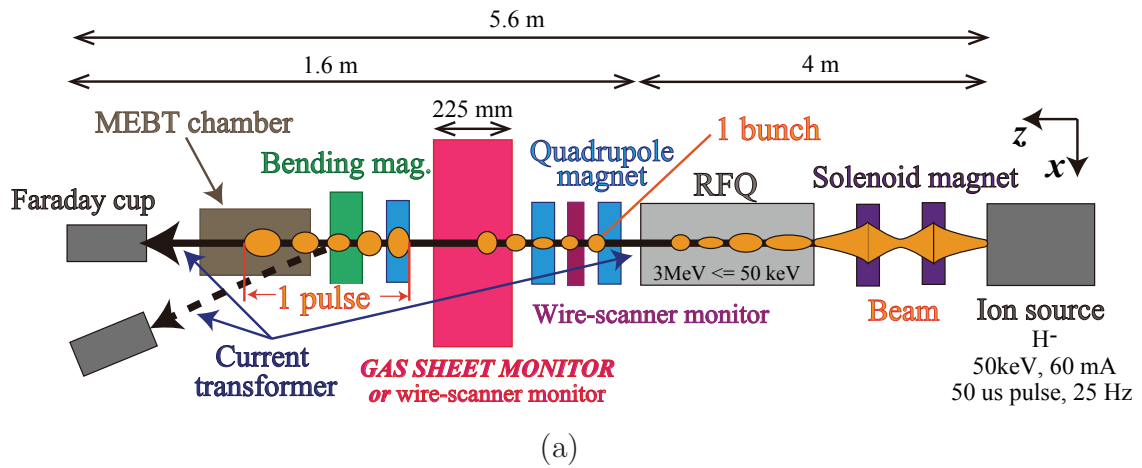 5.6 m
1.6 m
4 m
225 mm
MEBT chamber
1 bunch
z
x
Bending mag.
Quadrupole
magnet
RFQ
Solenoid magnet
Faraday cup
3MeV <= 50 keV
1 pulse
Wire-scanner monitor
Beam
Ion source
H-
50keV, 60 mA
50 us pulse, 25 Hz
Current
transformer
GAS SHEET MONITOR
or wire-scanner monitor
(a)